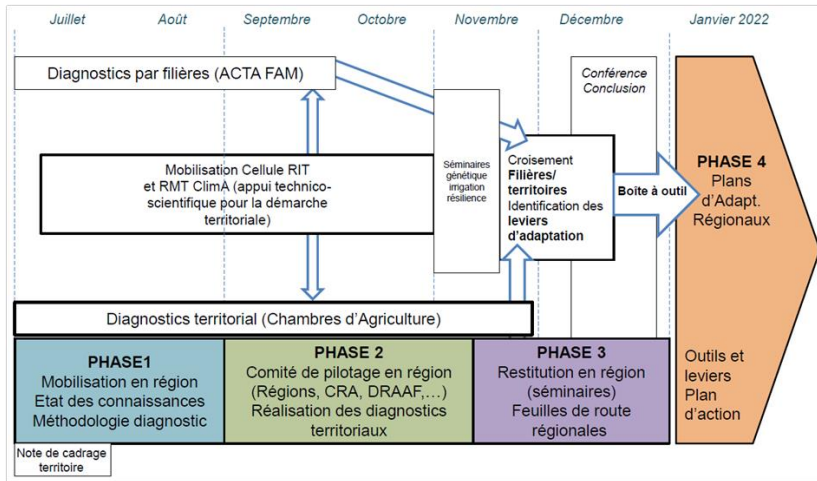 Juillet
Août
Septembre
Octobre
Novembre
Décembre
Janvier 2022
Diagnostics par filières (ACTA FAM)
Conférence
Conclusion
Mobilisation Cellule RIT
et RMT ClimA (appui technico-
scientifique pour la démarche
territoriale)
Séminaires
génétique
irrigation
résilience
Croisement
Filières/
territoires
Identification des
leviers
d'adaptation
Boîte à outil
PHASE 4
Plans
d'Adapt.
Régionaux
Outils et
leviers
Plan
d'action
Diagnostics territorial (Chambres d'Agriculture)
PHASE1
Mobilisation en région
Etat des connaissances
Méthodologie diagnostic
PHASE 2
Comité de pilotage en région
(Régions, CRA, DRAAF,…)
Réalisation des diagnostics
territoriaux
PHASE 3
Restitution en région
(séminaires)
Feuilles de route
régionales
Note de cadrage
territoire